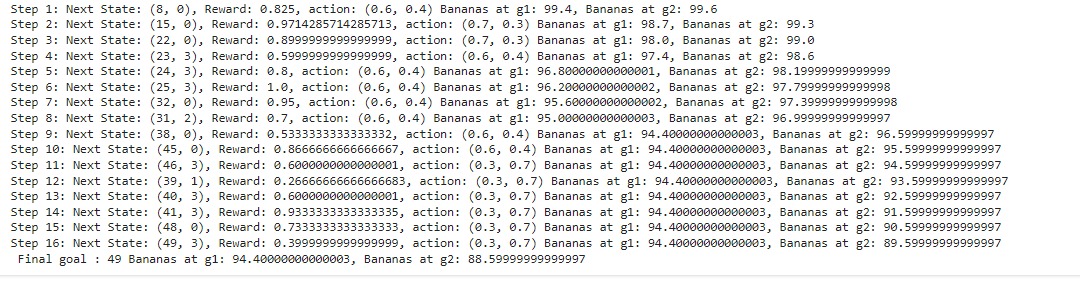 Step 1: Next State: (8, 0), Reward: 0.825, action: (0.6, 0.4) Bananas at g1: 99.4, Bananas at g2: 99.6
Step 2: Next State: (15, 0), Reward: 0.9714285714285713, action: (0.7, 0.3) Bananas at g1: 98.7, Bananas at g2: 99.3
Step 3: Next State: (22, 0), Reward: 0.8999999999999999, action: (0.7, 0.3) Bananas at g1: 98.0, Bananas at g2: 99.0
Step 4: Next State: (23, 3), Reward: 0.5999999999999999, action: (0.6, 0.4) Bananas at g1: 97.4, Bananas at g2: 98.6
Step 5: Next State: (24, 3), Reward: 0.8, action: (0.6, 0.4) Bananas at g1: 96.80000000000001, Bananas at g2: 98.19999999999999
Step 6: Next State: (25, 3), Reward: 1.0, action: (0.6, 0.4) Bananas at g1: 96.20000000000002, Bananas at g2: 97.79999999999998
Step 7: Next State: (32, 0), Reward: 0.95, action: (0.6, 0.4) Bananas at g1: 95.60000000000002, Bananas at g2: 97.39999999999998
Step 8: Next State: (31, 2), Reward: 0.7, action: (0.6, 0.4) Bananas at g1: 95.00000000000003, Bananas at g2: 96.99999999999997
Step 9: Next State: (38, 0), Reward: 0.5333333333333332, action: (0.6, 0.4) Bananas at g1: 94.40000000000003, Bananas at g2: 96.59999999999997
Step 10: Next State: (45, 0), Reward: 0.8666666666666667, action: (0.6, 0.4) Bananas at g1: 94.40000000000003, Bananas at g2: 95.59999999999997
Step 11: Next State: (46, 3), Reward: 0.6000000000000001, action: (0.3, 0.7) Bananas at g1: 94.40000000000003, Bananas at g2: 94.59999999999997
Step 12: Next State: (39, 1), Reward: 0.26666666666666683, action: (0.3, 0.7) Bananas at g1: 94.40000000000003, Bananas at g2: 93.59999999999997
Step 13: Next State: (40, 3), Reward: 0.6000000000000001, action: (0.3, 0.7) Bananas at g1: 94.40000000000003, Bananas at g2: 92.59999999999997
Step 14: Next State: (41, 3), Reward: 0.9333333333333335, action: (0.3, 0.7) Bananas at g1: 94.40000000000003, Bananas at g2: 91.59999999999997
Step 15: Next State: (48, 0), Reward: 0.7333333333333333, action: (0.3, 0.7) Bananas at g1: 94.40000000000003, Bananas at g2: 90.59999999999997
Step 16: Next State: (49, 3), Reward: 0.3999999999999999, action: (0.3, 0.7) Bananas at g1: 94.40000000000003, Bananas at g2: 89.59999999999997
Final goal : 49 Bananas at g1: 94.40000000000003, Bananas at g2: 88.59999999999997